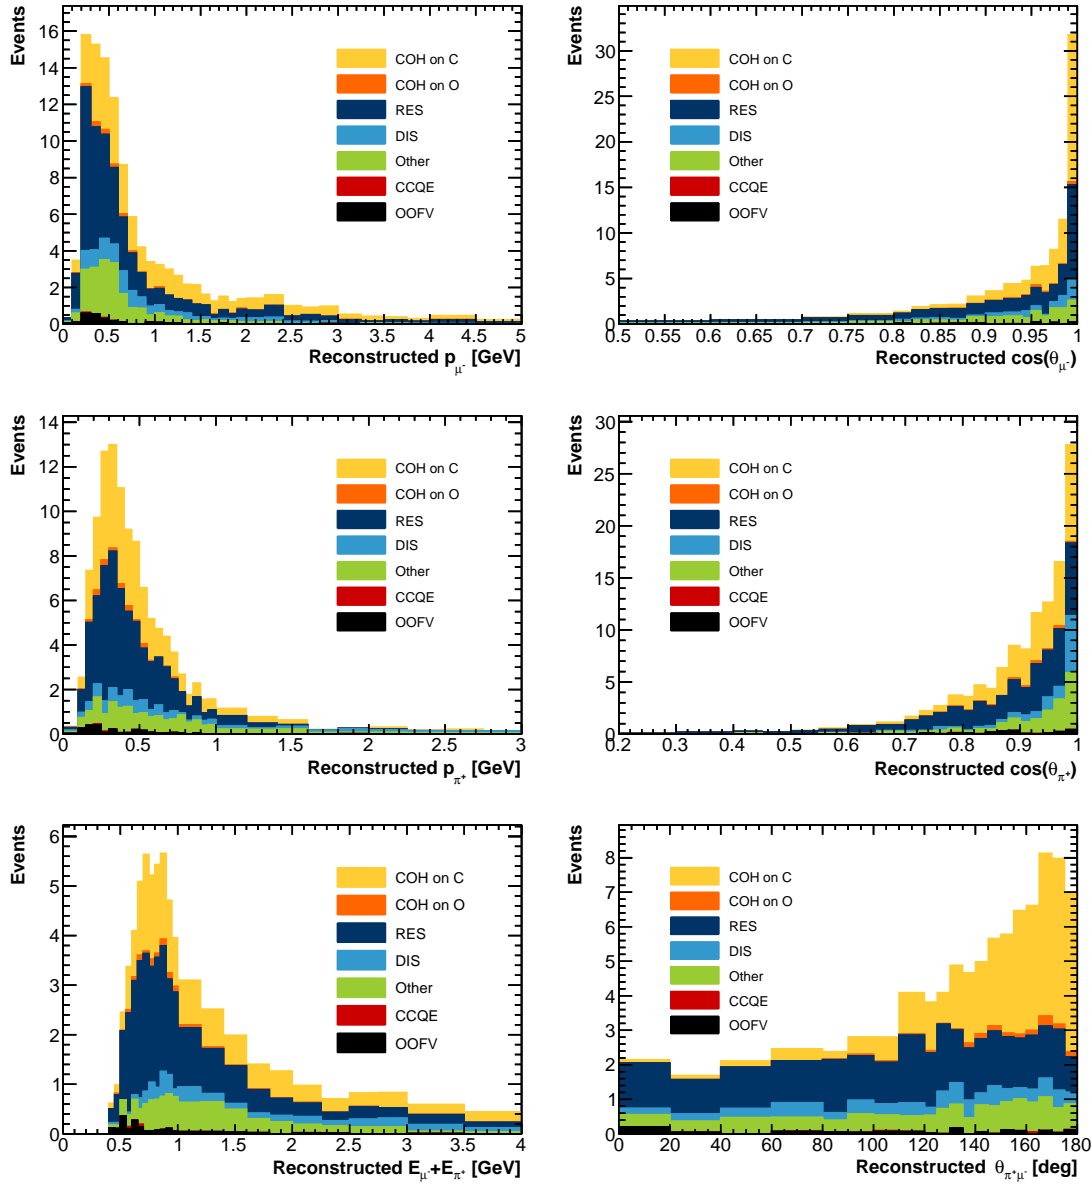 Events
16
14
12
10
8
6
4
2
0
COH on C
COH on O
RES
DIS
Other
CCQE
OOFV
0 0.5 1 1.5 2 2.5 3 3.5 4 4.5 5
Reconstructed pμ- [GeV]
Events
30
25
20
15
10
5
0
COH on C
COH on O
RES
DIS
Other
CCQE
OOFV
0.5 0.55 0.6 0.65 0.7 0.75 0.8 0.85 0.9 0.95 1
Reconstructed cos(θμ-)
Events
14
12
10
8
6
4
2
0
COH on C
COH on O
RES
DIS
Other
CCQE
OOFV
0 0.5 1 1.5 2 2.5 3
Reconstructed pπ+ [GeV]
Events
30
25
20
15
10
5
0
COH on C
COH on O
RES
DIS
Other
CCQE
OOFV
0.2 0.3 0.4 0.5 0.6 0.7 0.8 0.9 1
Reconstructed cos(θπ+)
Events
6
5
4
3
2
1
0
COH on C
COH on O
RES
DIS
Other
CCQE
OOFV
0 0.5 1 1.5 2 2.5 3 3.5 4
Reconstructed Eμ-+Eπ+ [GeV]
Events
8
7
6
5
4
3
2
1
0
COH on C
COH on O
RES
DIS
Other
CCQE
OOFV
0 20 40 60 80 100 120 140 160 180
Reconstructed θπ+μ- [deg]